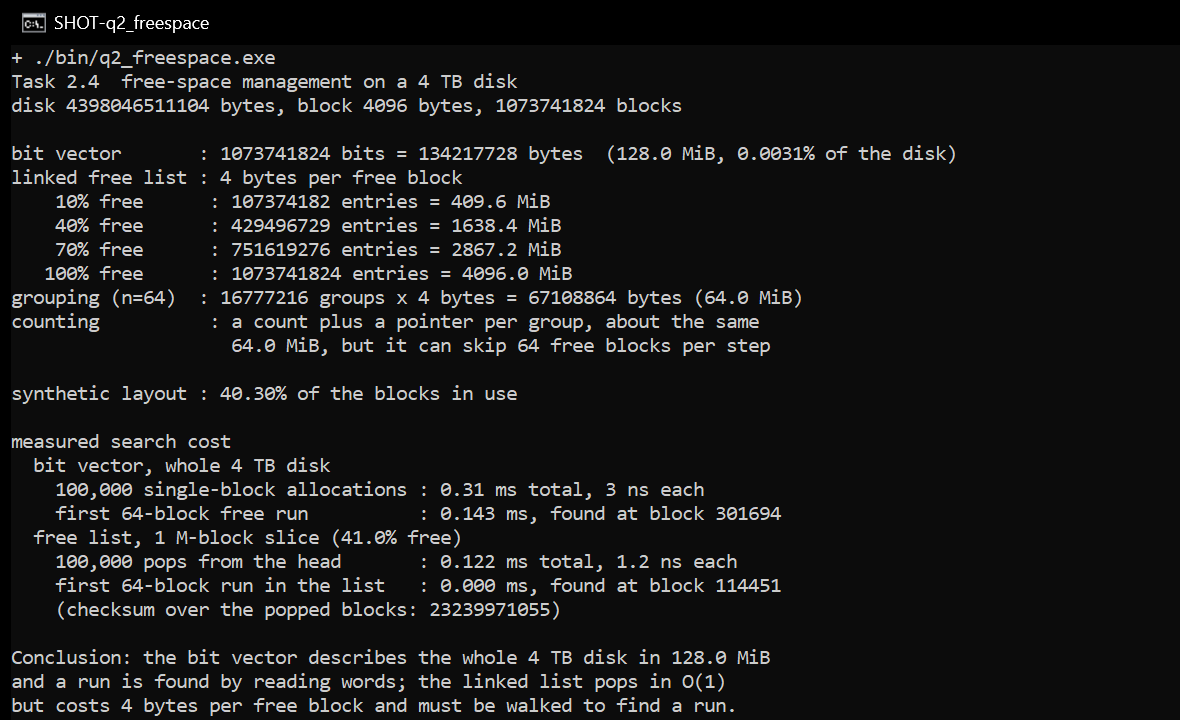 SHOT-q2_freespace
+ ./bin/q2_freespace.exe
Task 2.4  free-space management on a 4 TB disk
disk 4398046511104 bytes, block 4096 bytes, 1073741824 blocks

bit vector       : 1073741824 bits = 134217728 bytes  (128.0 MiB, 0.0031% of the disk)
linked free list : 4 bytes per free block
    10% free      : 107374182 entries = 409.6 MiB
    40% free      : 429496729 entries = 1638.4 MiB
    70% free      : 751619276 entries = 2867.2 MiB
   100% free      : 1073741824 entries = 4096.0 MiB
grouping (n=64)  : 16777216 groups x 4 bytes = 67108864 bytes (64.0 MiB)
counting          : a count plus a pointer per group, about the same
                    64.0 MiB, but it can skip 64 free blocks per step

synthetic layout : 40.30% of the blocks in use

measured search cost
  bit vector, whole 4 TB disk
    100,000 single-block allocations : 0.31 ms total, 3 ns each
    first 64-block free run          : 0.143 ms, found at block 301694
  free list, 1 M-block slice (41.0% free)
    100,000 pops from the head       : 0.122 ms total, 1.2 ns each
    first 64-block run in the list   : 0.000 ms, found at block 114451
    (checksum over the popped blocks: 23239971055)

Conclusion: the bit vector describes the whole 4 TB disk in 128.0 MiB
and a run is found by reading words; the linked list pops in O(1)
but costs 4 bytes per free block and must be walked to find a run.